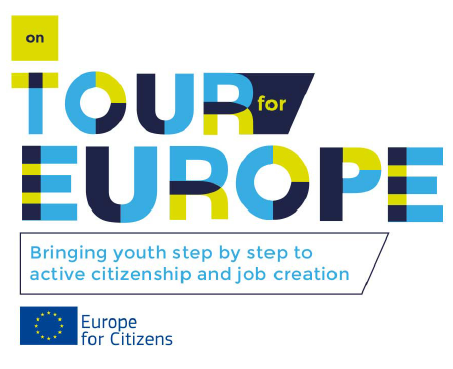 on
TOUR for
EUROPE
Bringing youth step by step to
active citizenship and job creation
Europe
for Citizens